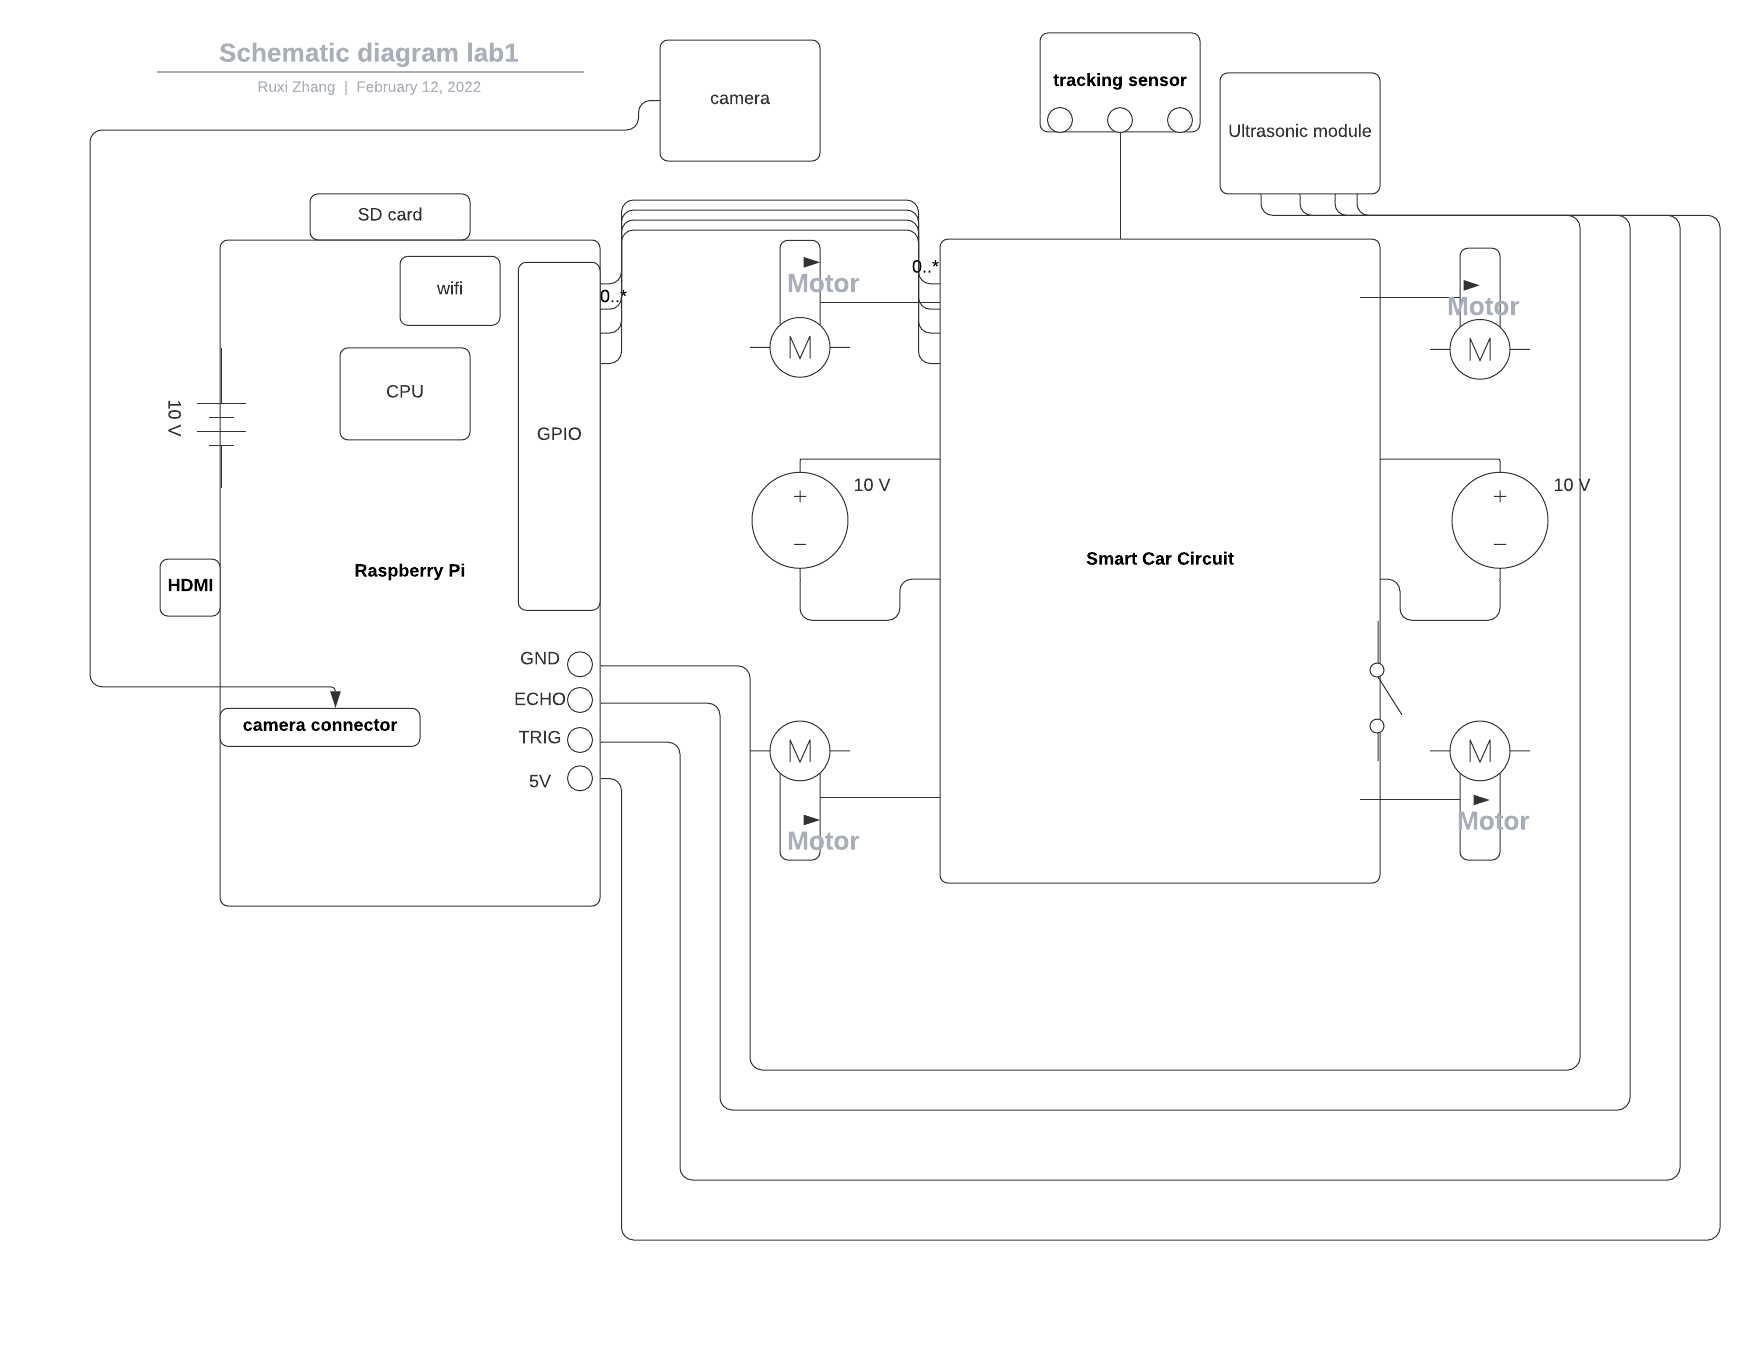 Schematic diagram lab1
Ruxi Zhang | February 12, 2022
camera
tracking sensor
Ultrasonic module
SD card
wifi
0..*
0..*
Motor
Motor
M
M
CPU
10 V
GPIO
10 V
10 V
+
+
−
−
Raspberry Pi
Smart Car Circuit
HDMI
GND
ECHO
camera connector
TRIG
5V
M
M
Motor
Motor